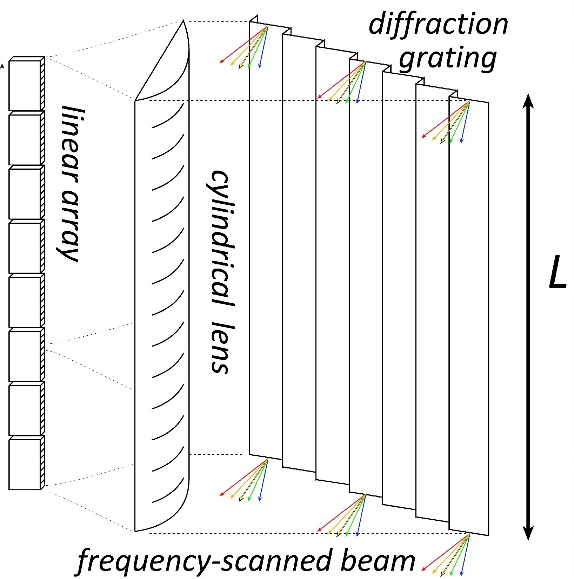 diffraction
grating
linear array
cylindrical lens
L
frequency-scanned beam